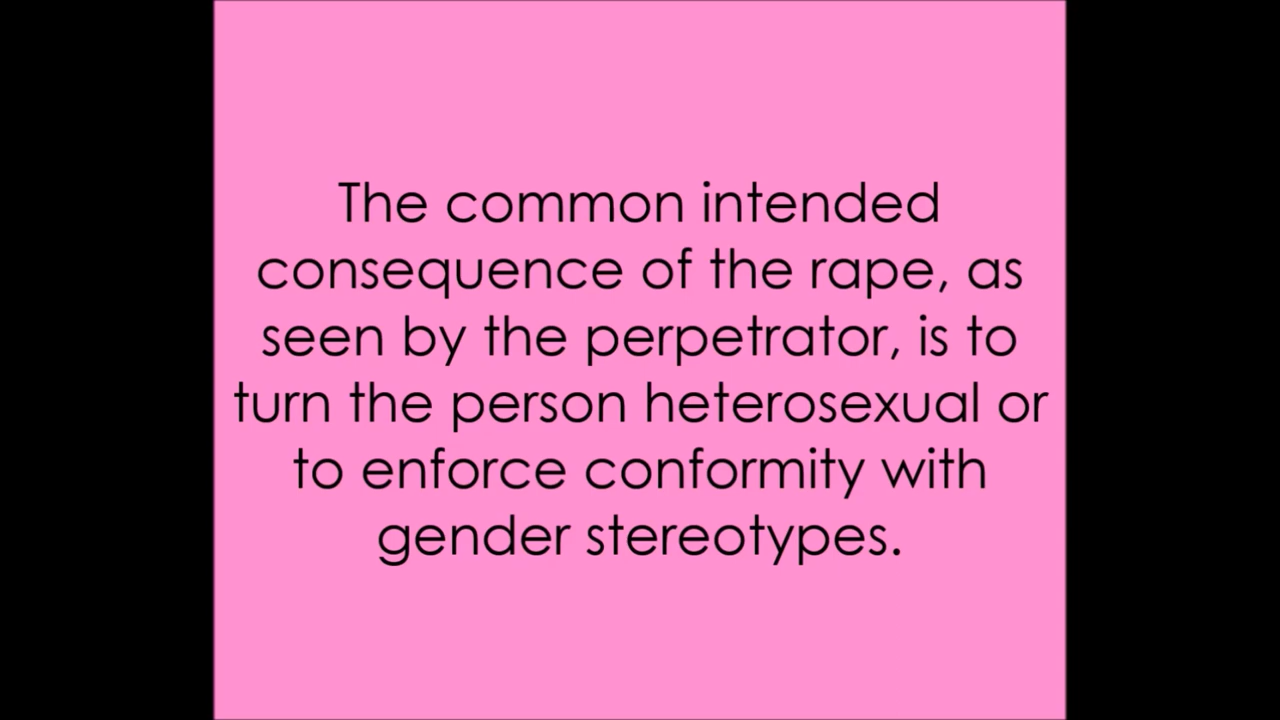 The common intended
consequence of the rape, as
seen by the perpetrator, is to
turn the person heterosexual or
to enforce conformity with
gender stereotypes.